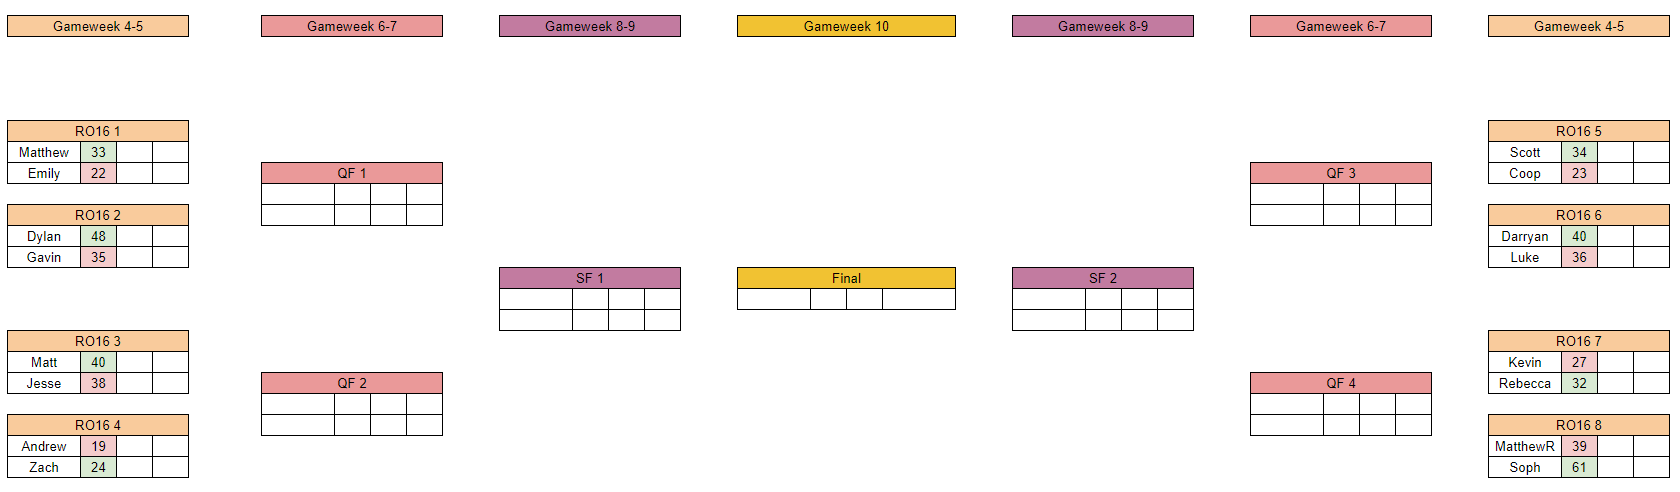 Gameweek 4-5 Gameweek 6-7 Gameweek 8-9 Gameweek 10 Gameweek 8-9 Gameweek 6-7 Gameweek 4-5
RO16 1
Matthew 33
Emily 22
RO16 2
Dylan 48
Gavin 35
RO16 3
Matt 40
Jesse 38
RO16 4
Andrew 19
Zach 24
QF 1
QF 2
SF 1
Final
SF 2
QF 3
QF 4
RO16 5
Scott 34
Coop 23
RO16 6
Darryan 40
Luke 36
RO16 7
Kevin 27
Rebecca 32
RO16 8
MatthewR 39
Soph 61